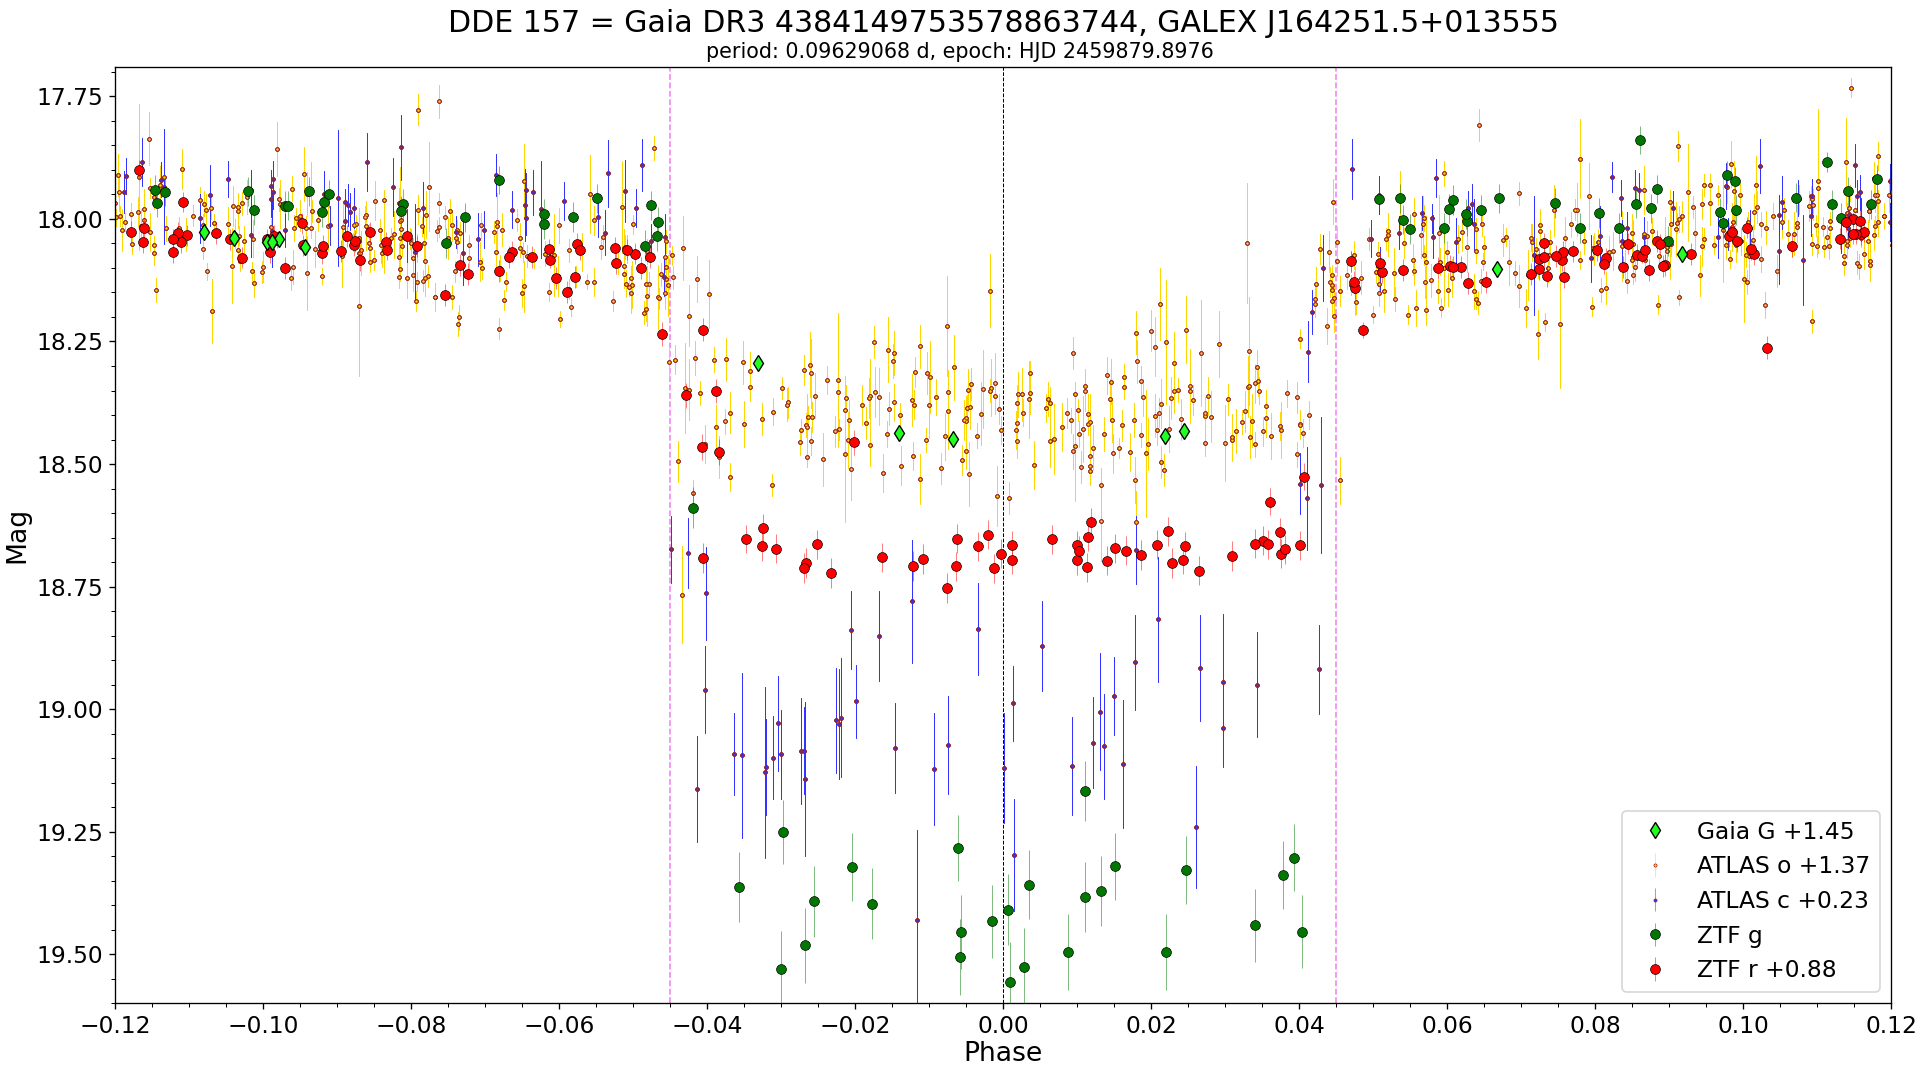 DDE 157 = Gaia DR3 4384149753578863744, GALEX J164251.5+013555
period: 0.09629068 d, epoch: HJD 2459879.8976
Mag
17.75
18.00
18.25
18.50
18.75
19.00
19.25
19.50
Gaia G +1.45
ATLAS o +1.37
ATLAS c +0.23
ZTF g
ZTF r +0.88
−0.12 −0.10 −0.08 −0.06 −0.04 −0.02 0.00 0.02 0.04 0.06 0.08 0.10 0.12
Phase